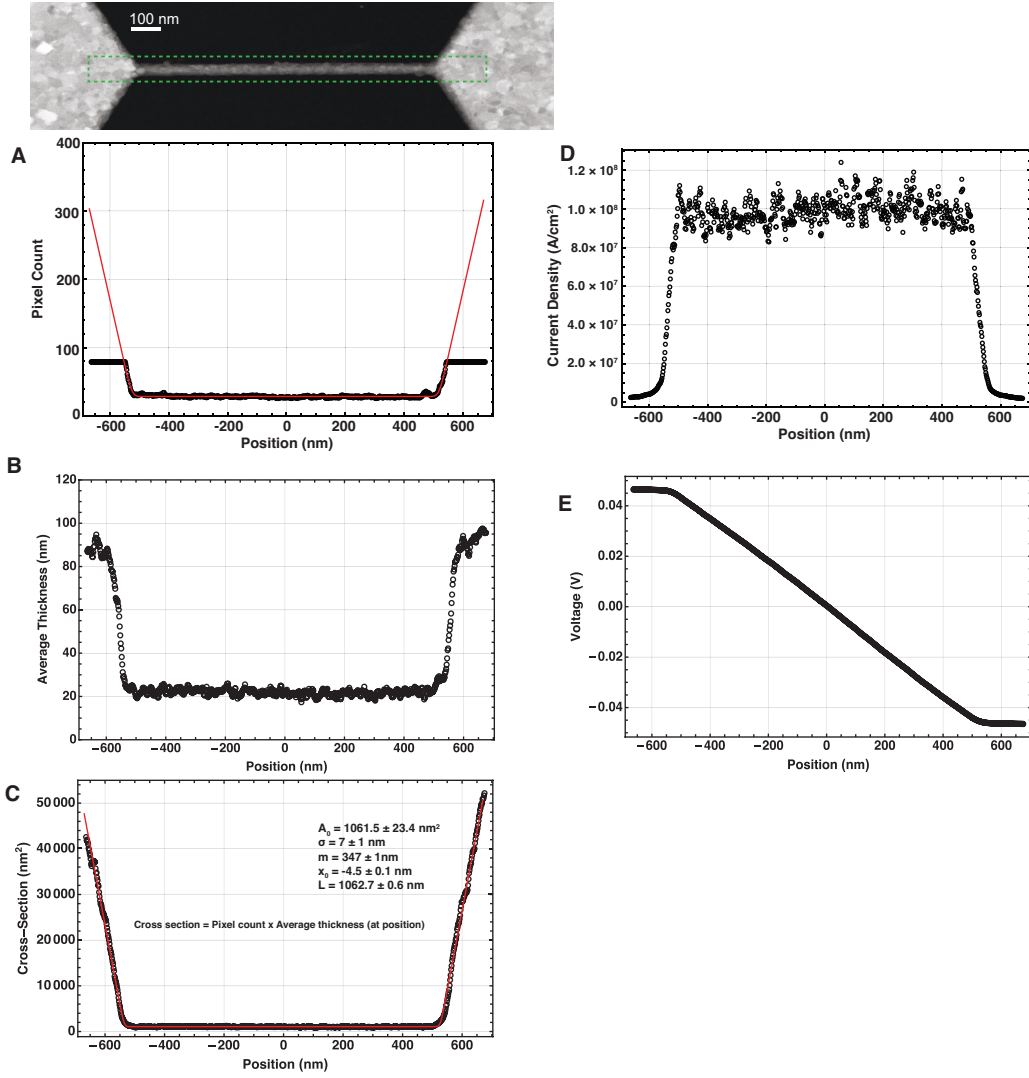 100 nm
A
400
300
200
100
0
Pixel Count
-600 -400 -200 0 200 400 600
Position (nm)
B
120
100
80
60
40
20
0
Average Thickness (nm)
−600 −400 −200 0 200 400 600
Position (nm)
C
50 000
40 000
30 000
20 000
10 000
0
Cross−Section (nm²)
A₀ = 1061.5 ± 23.4 nm²
σ = 7 ± 1 nm
m = 347 ± 1nm
x₀ = -4.5 ± 0.1 nm
L = 1062.7 ± 0.6 nm
Cross section = Pixel count x Average thickness (at position)
−600 −400 −200 0 200 400 600
Position (nm)
D
1.2 × 10⁸
1.0 × 10⁸
8.0 × 10⁷
6.0 × 10⁷
4.0 × 10⁷
2.0 × 10⁷
0
Current Density (A/cm²)
-600 -400 -200 0 200 400 600
Position (nm)
E
0.04
0.02
0.00
−0.02
−0.04
Voltage (V)
−600 −400 −200 0 200 400 600
Position (nm)